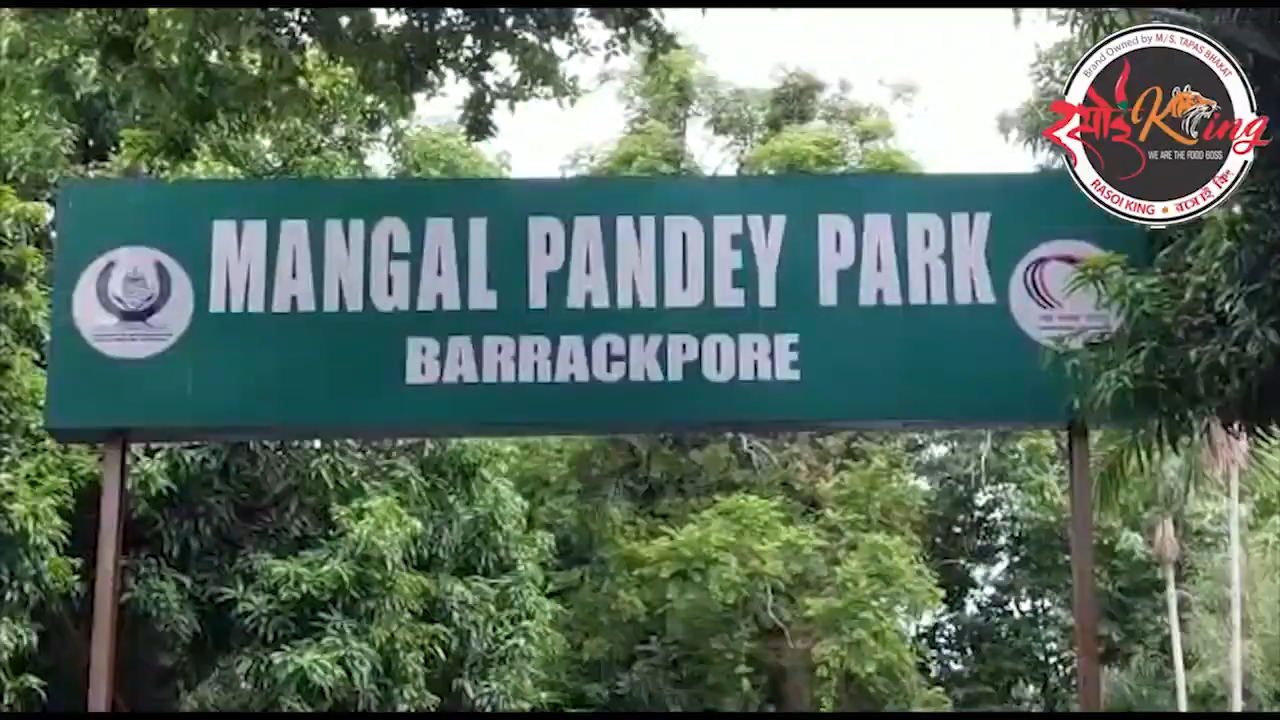 MANGAL PANDEY PARK
BARRACKPORE
Brand Owned by M/S. TAPAS BHAKAT
रसोई King
WE ARE THE FOOD BOSS
RASOI KING